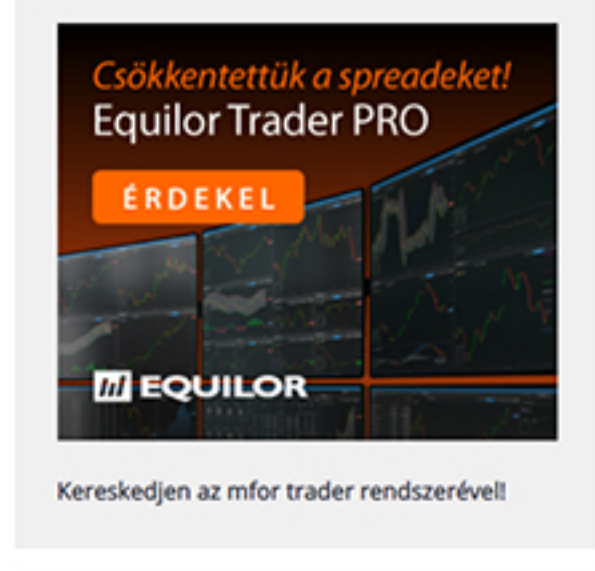 Csökkentettük a spreadeket!
Equilor Trader PRO
ÉRDEKEL
EQUILOR
Kereskedjen az mfor trader rendszerével!